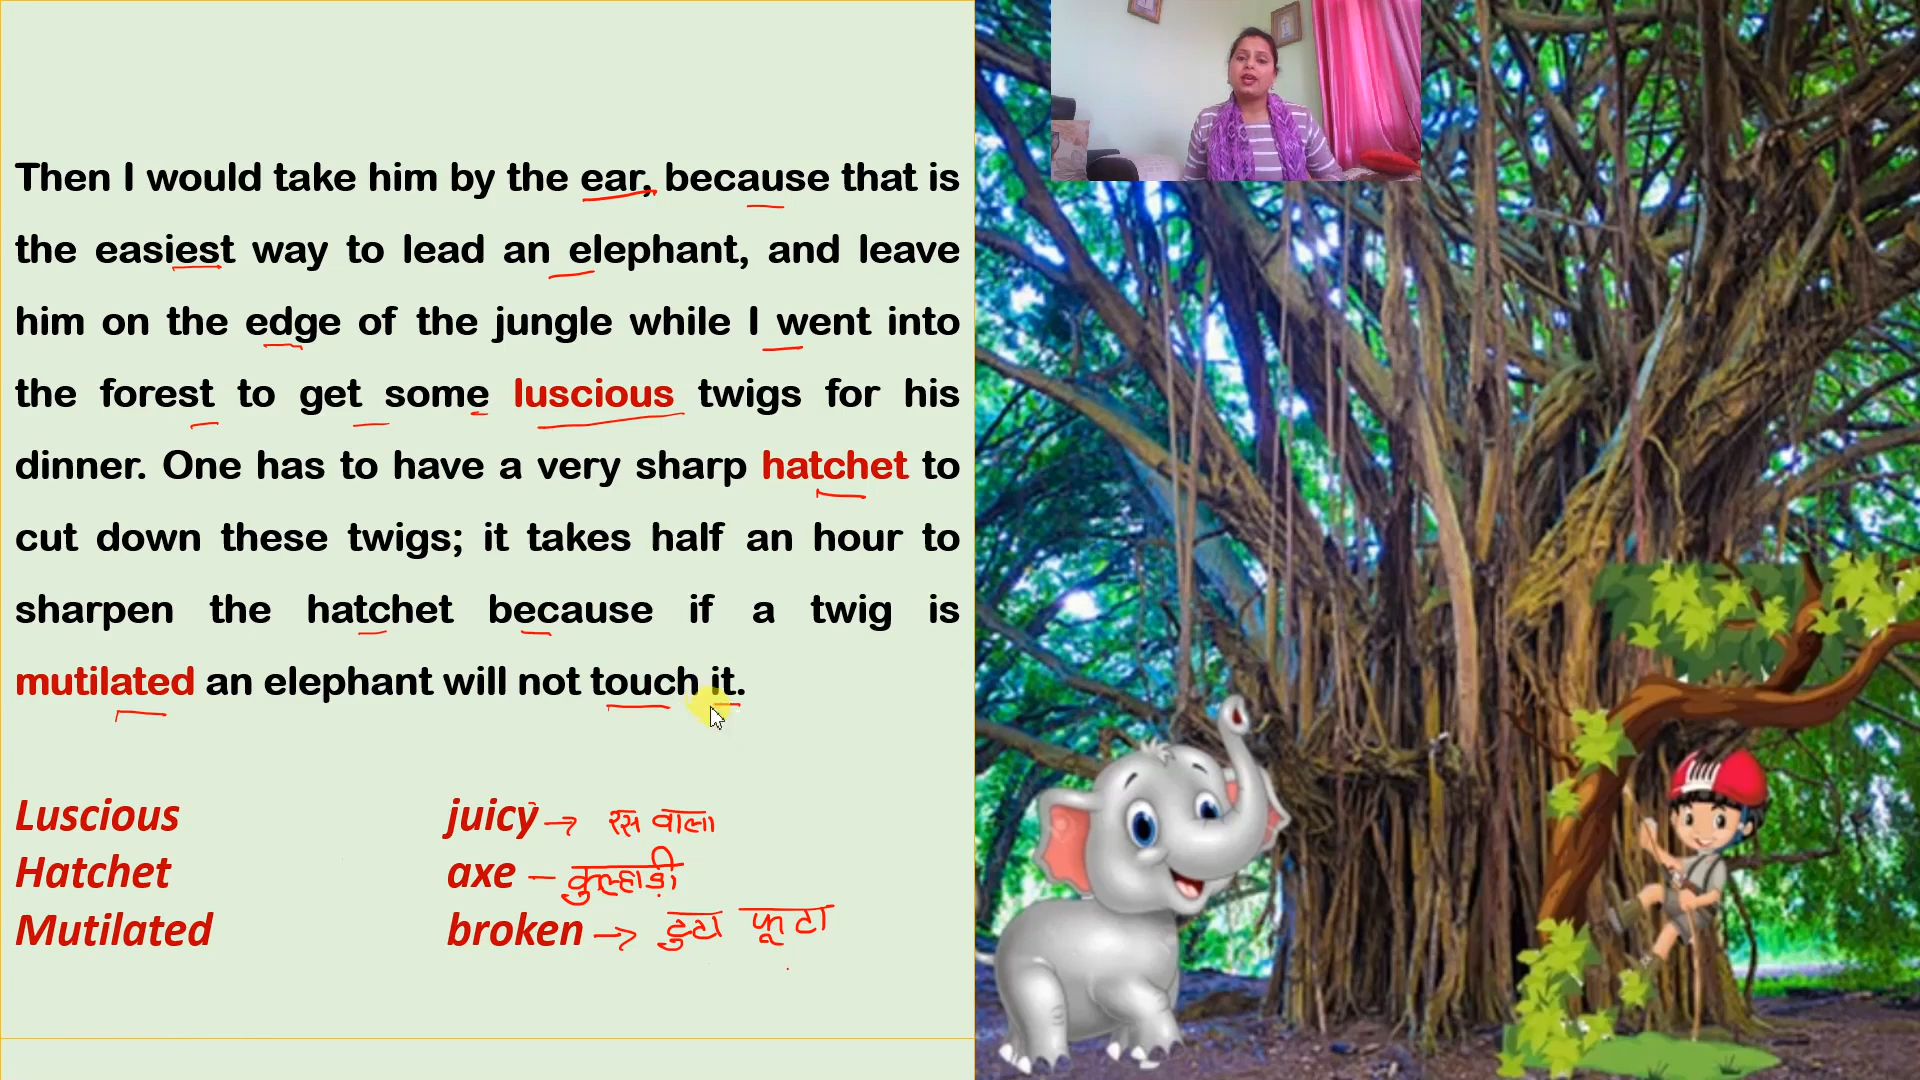 Then I would take him by the ear, because that is
the easiest way to lead an elephant, and leave
him on the edge of the jungle while I went into
the forest to get some luscious twigs for his
dinner. One has to have a very sharp hatchet to
cut down these twigs; it takes half an hour to
sharpen the hatchet because if a twig is
mutilated an elephant will not touch it.
Luscious juicy → रस वाला
Hatchet axe – कुल्हाड़ी
Mutilated broken → टुटा फूटा